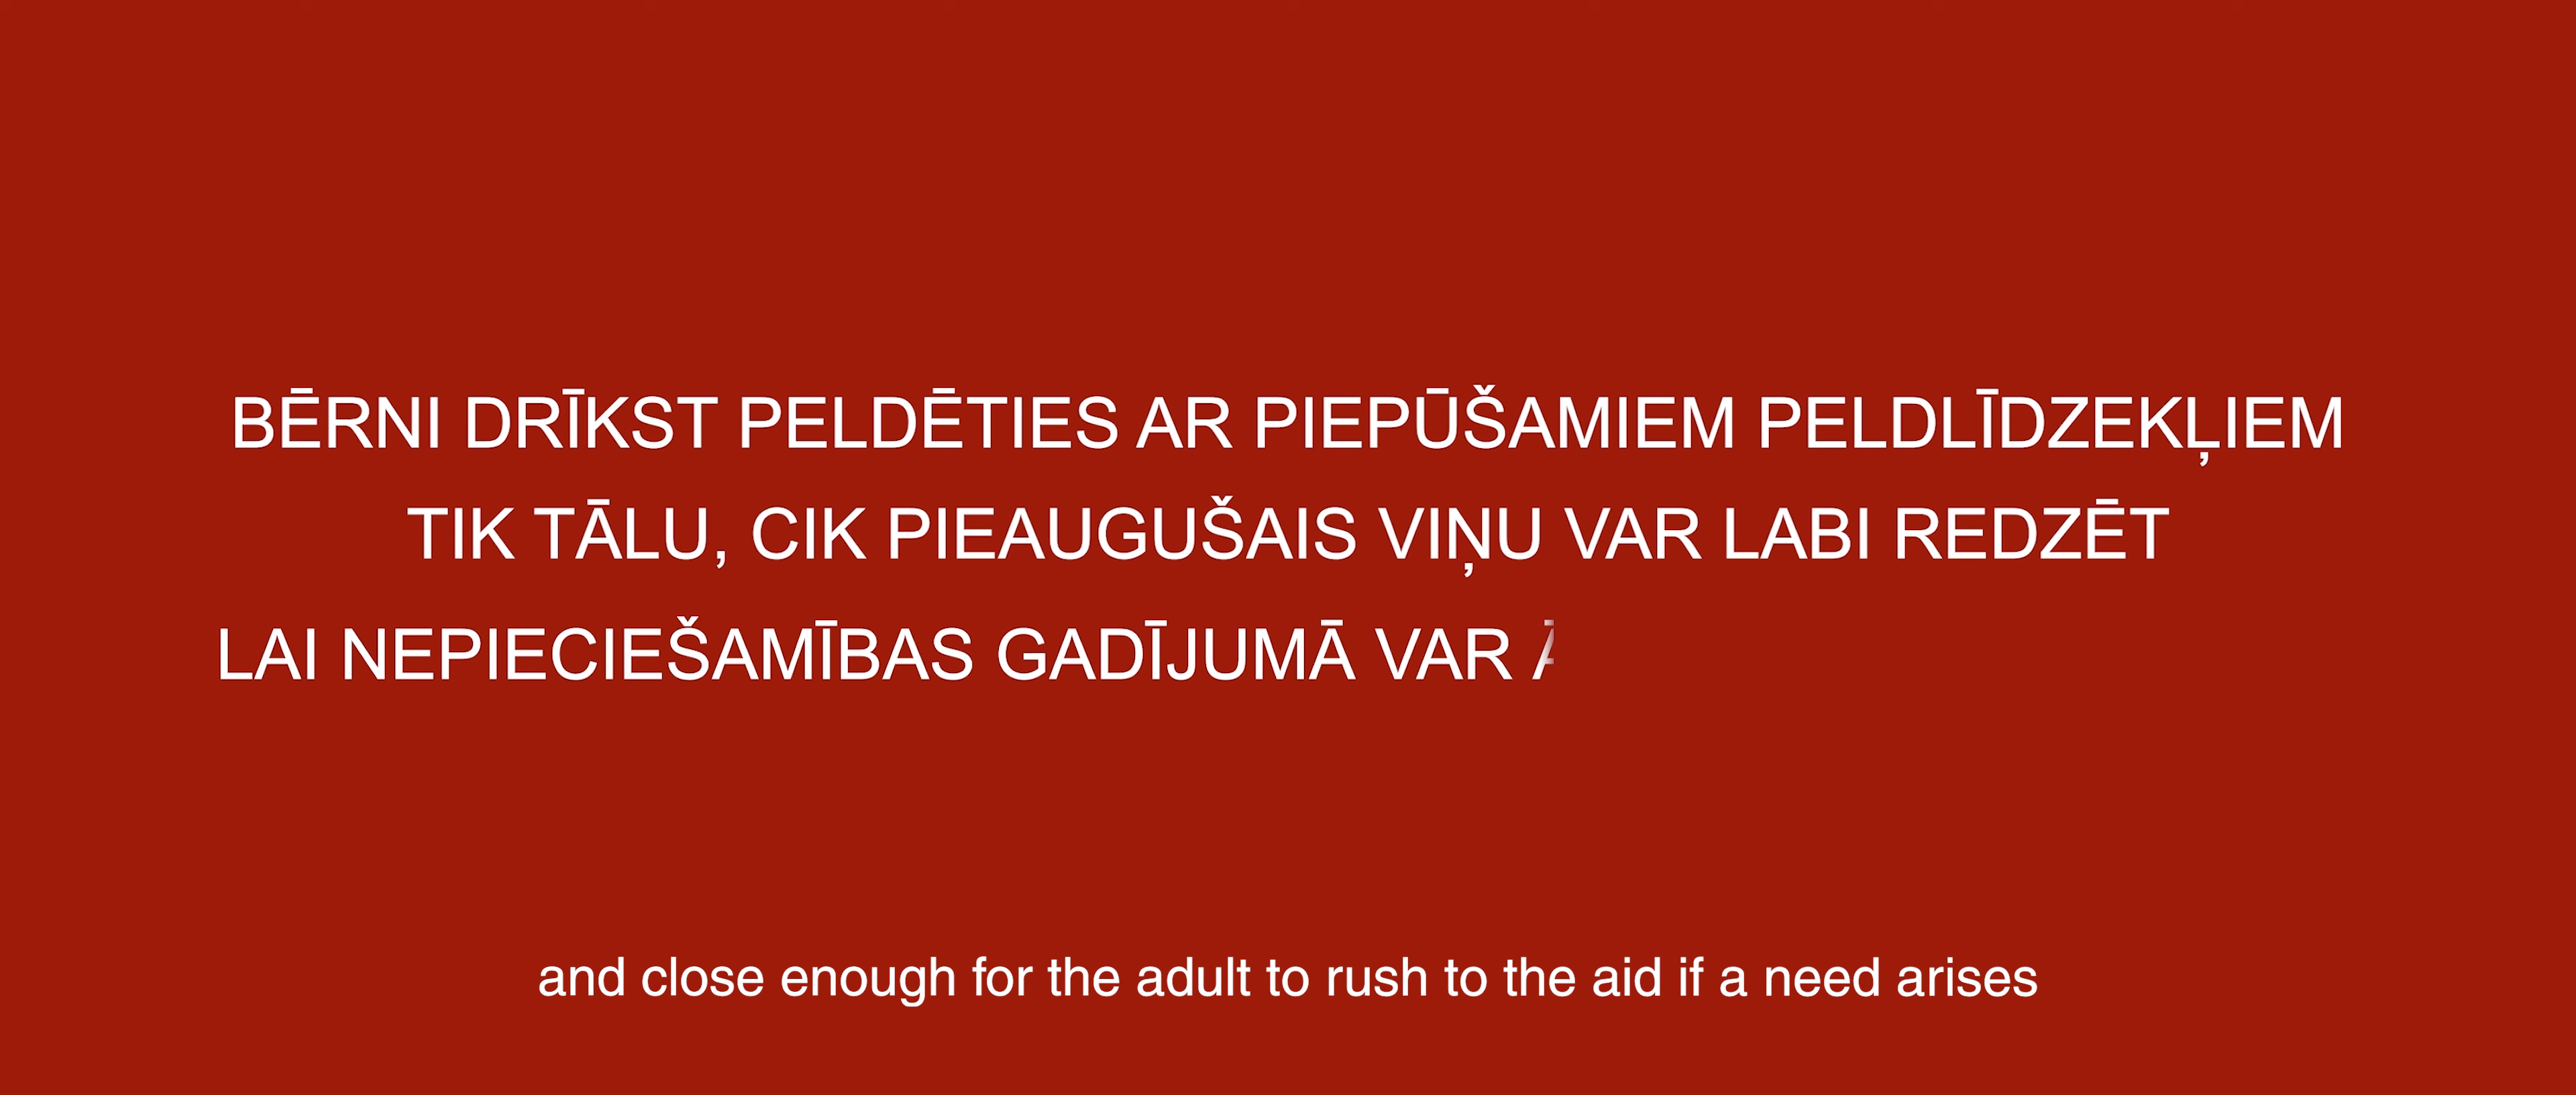 BĒRNI DRĪKST PELDĒTIES AR PIEPŪŠAMIEM PELDLĪDZEKĻIEM
TIK TĀLU, CIK PIEAUGUŠAIS VIŅU VAR LABI REDZĒT
LAI NEPIECIEŠAMĪBAS GADĪJUMĀ VAR
and close enough for the adult to rush to the aid if a need arises